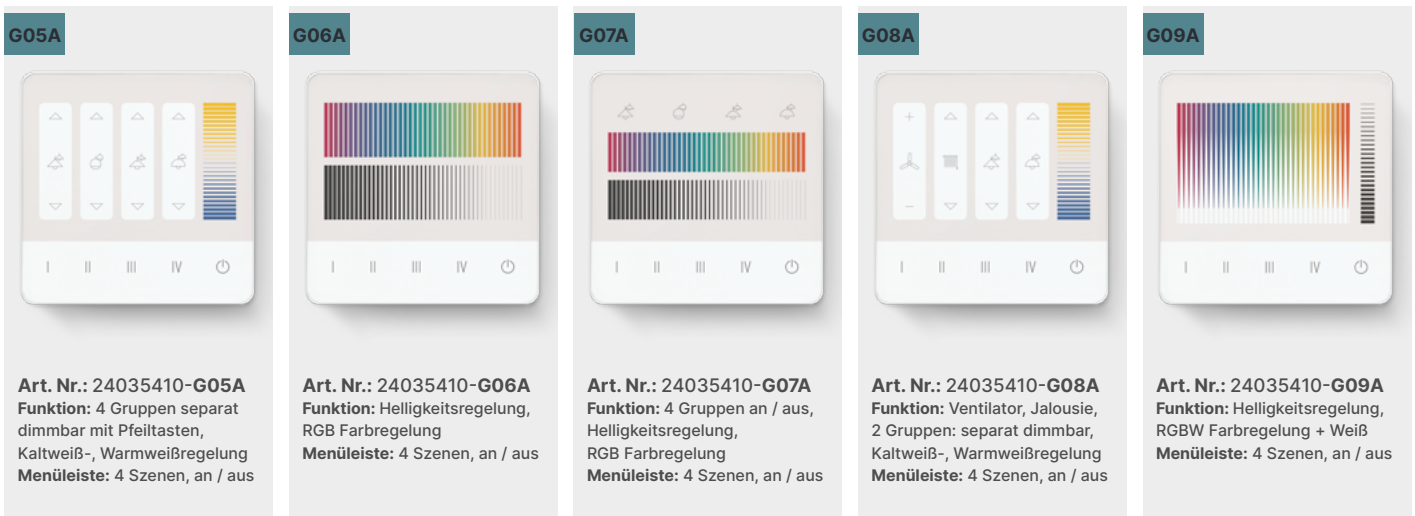 G05A
I II III IV
Art. Nr.: 24035410-G05A
Funktion: 4 Gruppen separat
dimmbar mit Pfeiltasten,
Kaltweiß-, Warmweißregelung
Menüleiste: 4 Szenen, an / aus
G06A
I II III IV
Art. Nr.: 24035410-G06A
Funktion: Helligkeitsregelung,
RGB Farbregelung
Menüleiste: 4 Szenen, an / aus
G07A
I II III IV
Art. Nr.: 24035410-G07A
Funktion: 4 Gruppen an / aus,
Helligkeitsregelung,
RGB Farbregelung
Menüleiste: 4 Szenen, an / aus
G08A
+
−
I II III IV
Art. Nr.: 24035410-G08A
Funktion: Ventilator, Jalousie,
2 Gruppen: separat dimmbar,
Kaltweiß-, Warmweißregelung
Menüleiste: 4 Szenen, an / aus
G09A
I II III IV
Art. Nr.: 24035410-G09A
Funktion: Helligkeitsregelung,
RGBW Farbregelung + Weiß
Menüleiste: 4 Szenen, an / aus